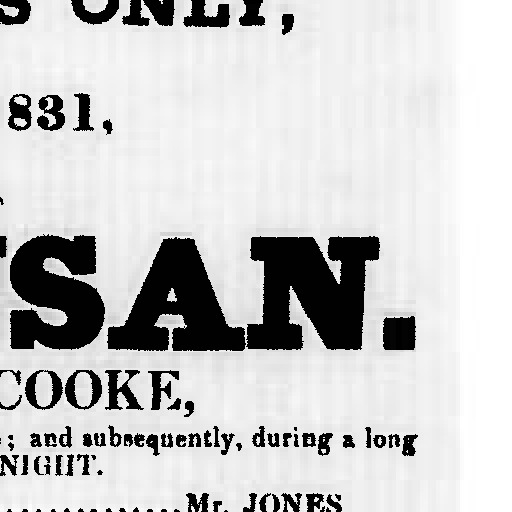 S ONLY,
831,
SAN.
COOKE,
; and subsequently, during a long
NIGHT.
.............Mr. JONES